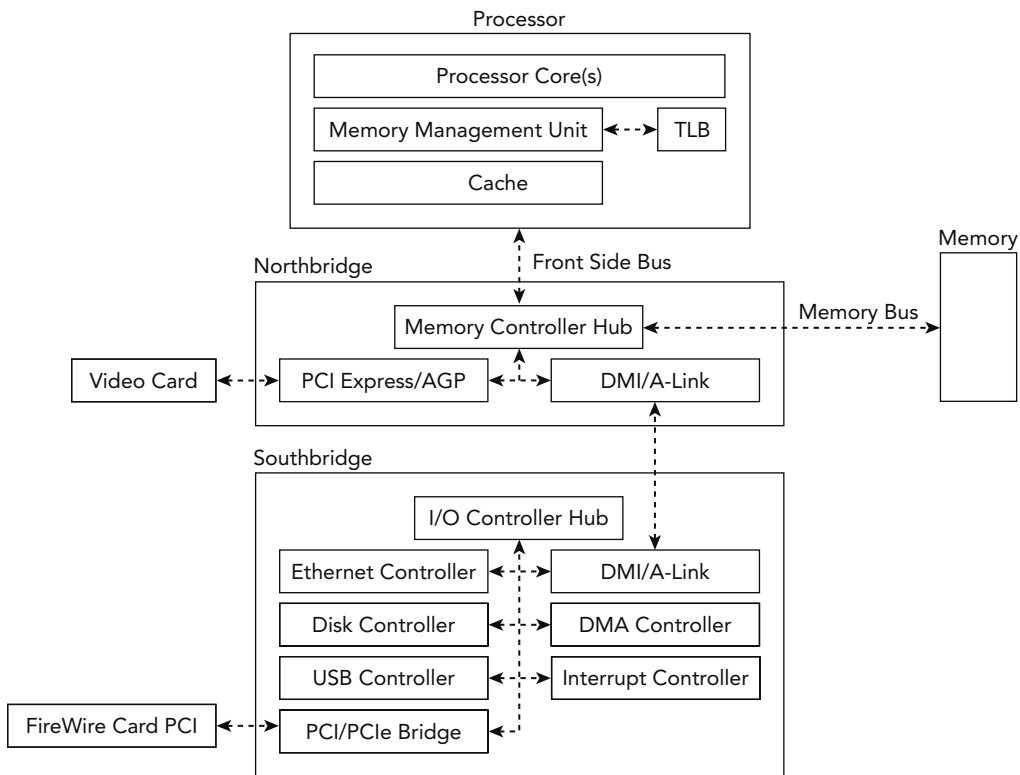 Processor
Processor Core(s)
Memory Management Unit
TLB
Cache
Front Side Bus
Memory
Northbridge
Memory Controller Hub
Memory Bus
Video Card
PCI Express/AGP
DMI/A-Link
Southbridge
I/O Controller Hub
Ethernet Controller
DMI/A-Link
Disk Controller
DMA Controller
USB Controller
Interrupt Controller
FireWire Card PCI
PCI/PCIe Bridge